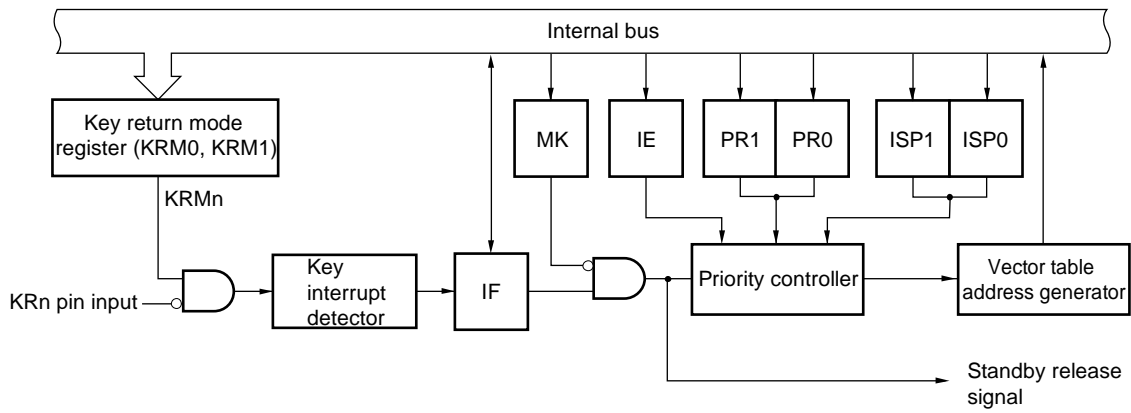 Internal bus
Key return mode
register (KRM0, KRM1)
MK
IE
PR1
PR0
ISP1
ISP0
KRMn
Key
interrupt
detector
IF
Priority controller
Vector table
address generator
KRn pin input
Standby release
signal